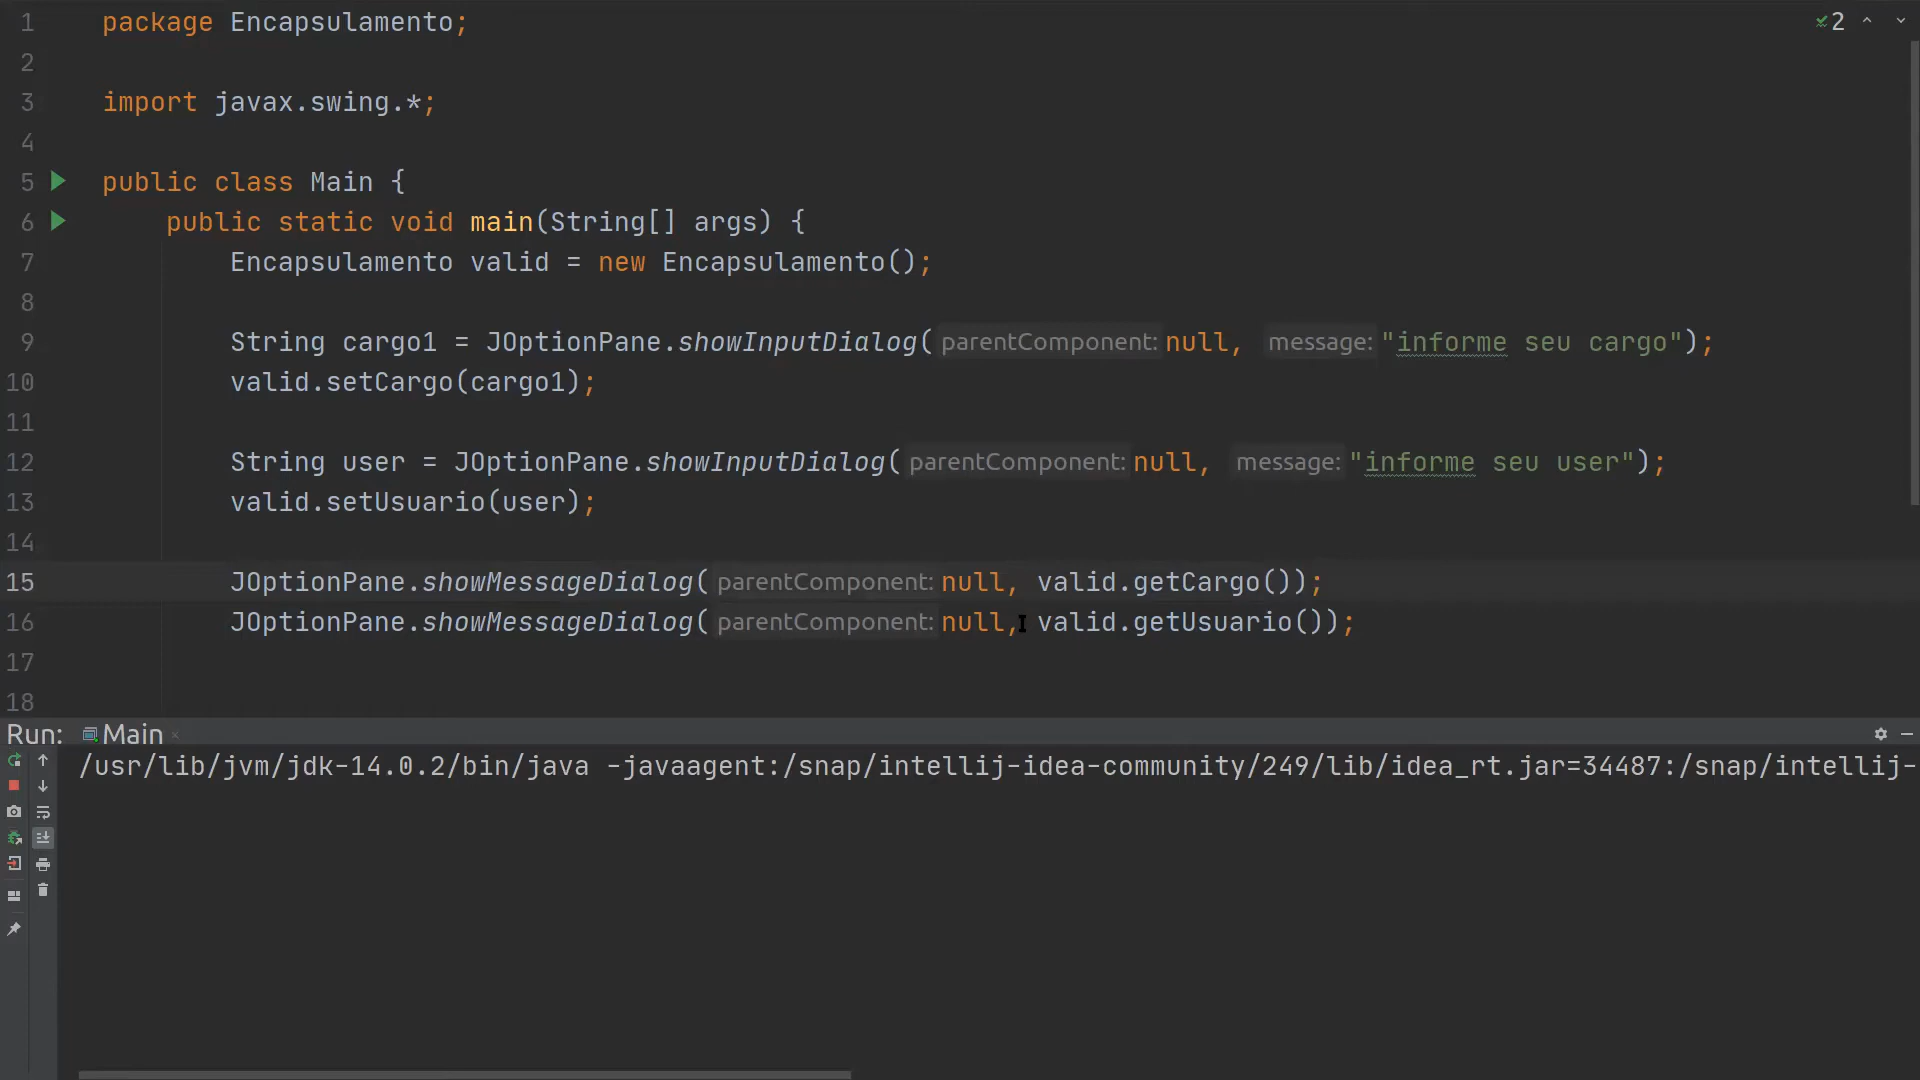 1 package Encapsulamento;
2
3 import javax.swing.*;
4
5 public class Main {
6 public static void main(String[] args) {
7 Encapsulamento valid = new Encapsulamento();
8
9 String cargo1 = JOptionPane.showInputDialog( parentComponent: null, message: "informe seu cargo");
10 valid.setCargo(cargo1);
11
12 String user = JOptionPane.showInputDialog( parentComponent: null, message: "informe seu user");
13 valid.setUsuario(user);
14
15 JOptionPane.showMessageDialog( parentComponent: null, valid.getCargo());
16 JOptionPane.showMessageDialog( parentComponent: null, valid.getUsuario());
17
18
2
Run: Main
/usr/lib/jvm/jdk-14.0.2/bin/java -javaagent:/snap/intellij-idea-community/249/lib/idea_rt.jar=34487:/snap/intellij-